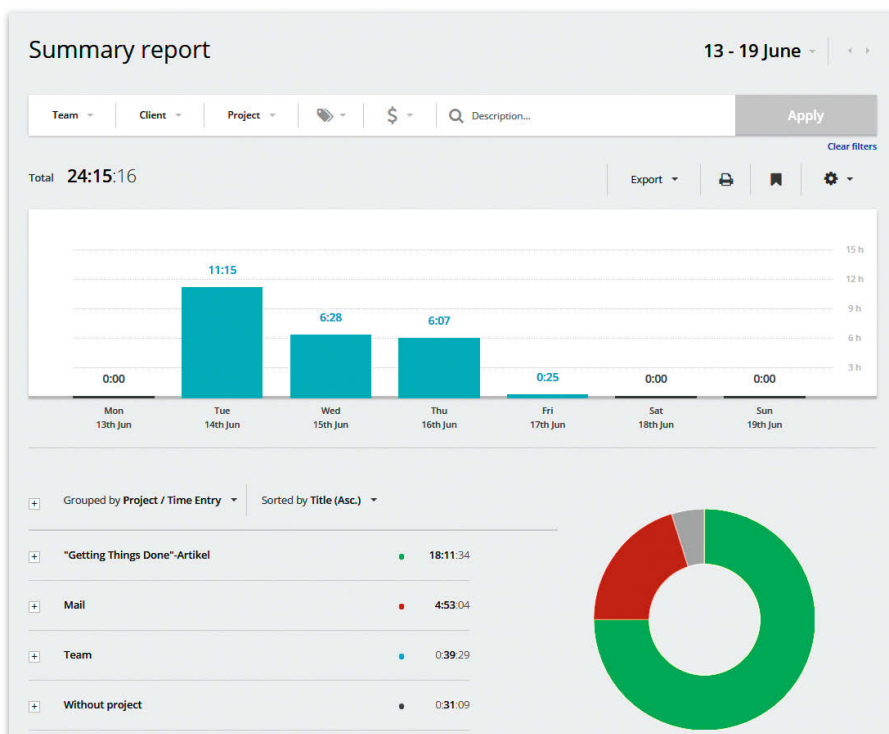 Summary report
13 - 19 June
Team Client Project $ Description... Apply
Clear filters
Total 24:15:16
Export
15 h
12 h
9 h
6 h
3 h
0:00 11:15 6:28 6:07 0:25 0:00 0:00
Mon Tue Wed Thu Fri Sat Sun
13th Jun 14th Jun 15th Jun 16th Jun 17th Jun 18th Jun 19th Jun
Grouped by Project / Time Entry Sorted by Title (Asc.)
"Getting Things Done"-Artikel 18:11:34
Mail 4:53:04
Team 0:39:29
Without project 0:31:09